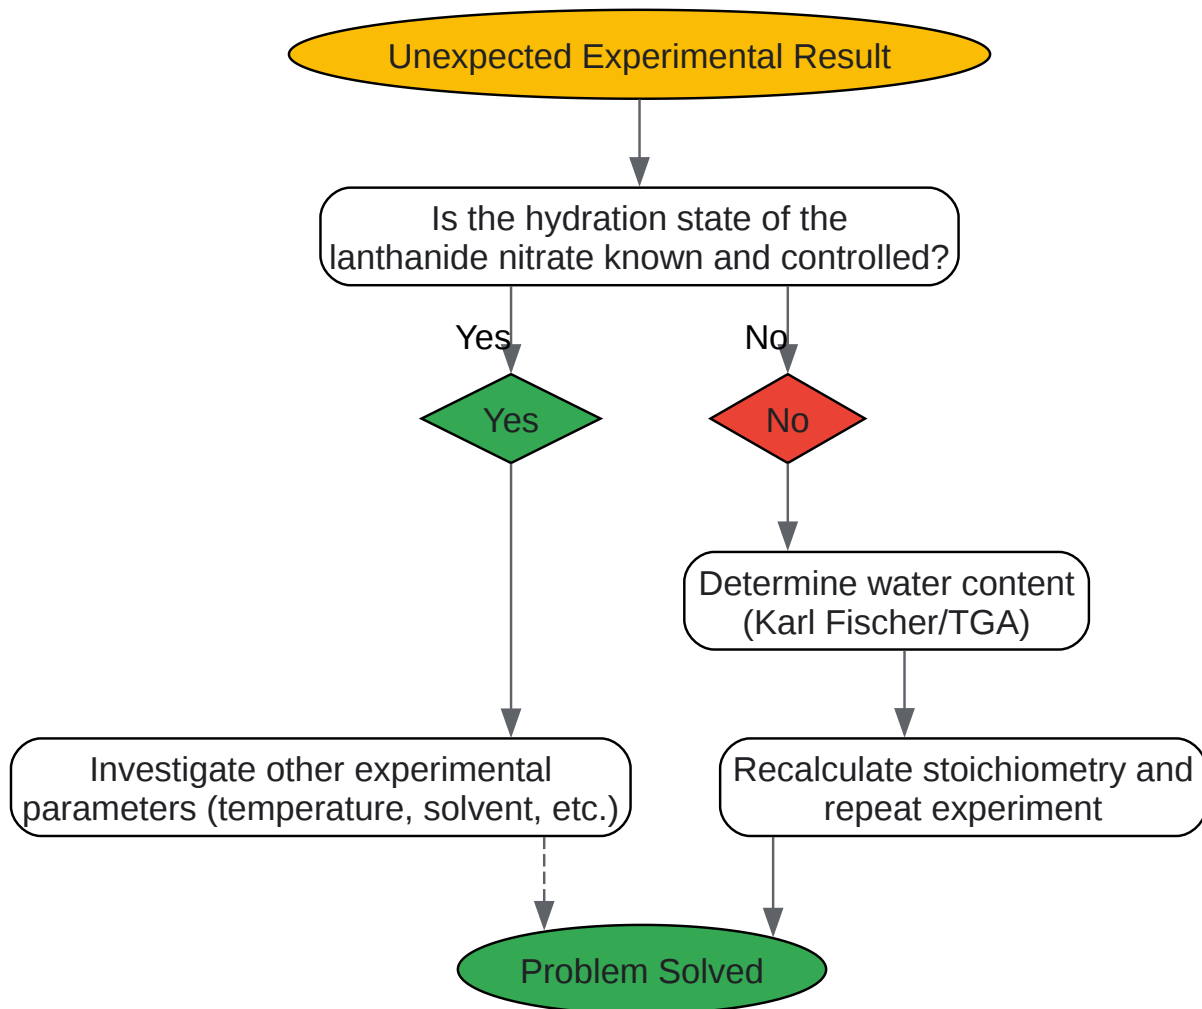 Unexpected Experimental Result
Is the hydration state of the
lanthanide nitrate known and controlled?
Yes
No
Yes
No
Determine water content
(Karl Fischer/TGA)
Investigate other experimental
parameters (temperature, solvent, etc.)
Recalculate stoichiometry and
repeat experiment
Problem Solved